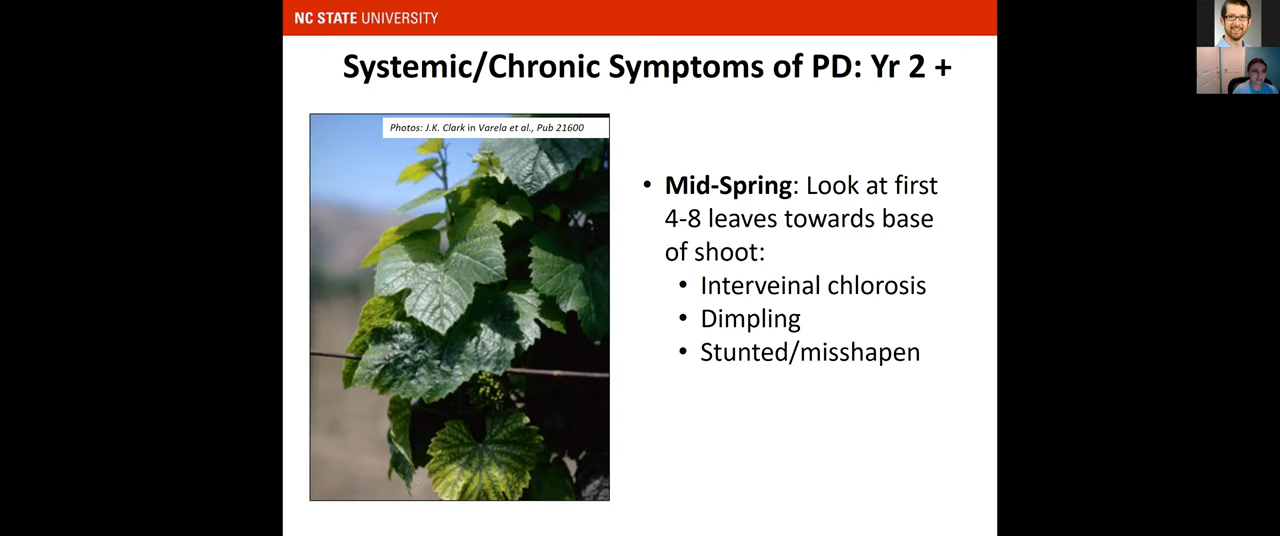 NC STATE UNIVERSITY
Systemic/Chronic Symptoms of PD: Yr 2 +
Photos: J.K. Clark in Varela et al., Pub 21600
• Mid-Spring: Look at first
4-8 leaves towards base
of shoot:
• Interveinal chlorosis
• Dimpling
• Stunted/misshapen